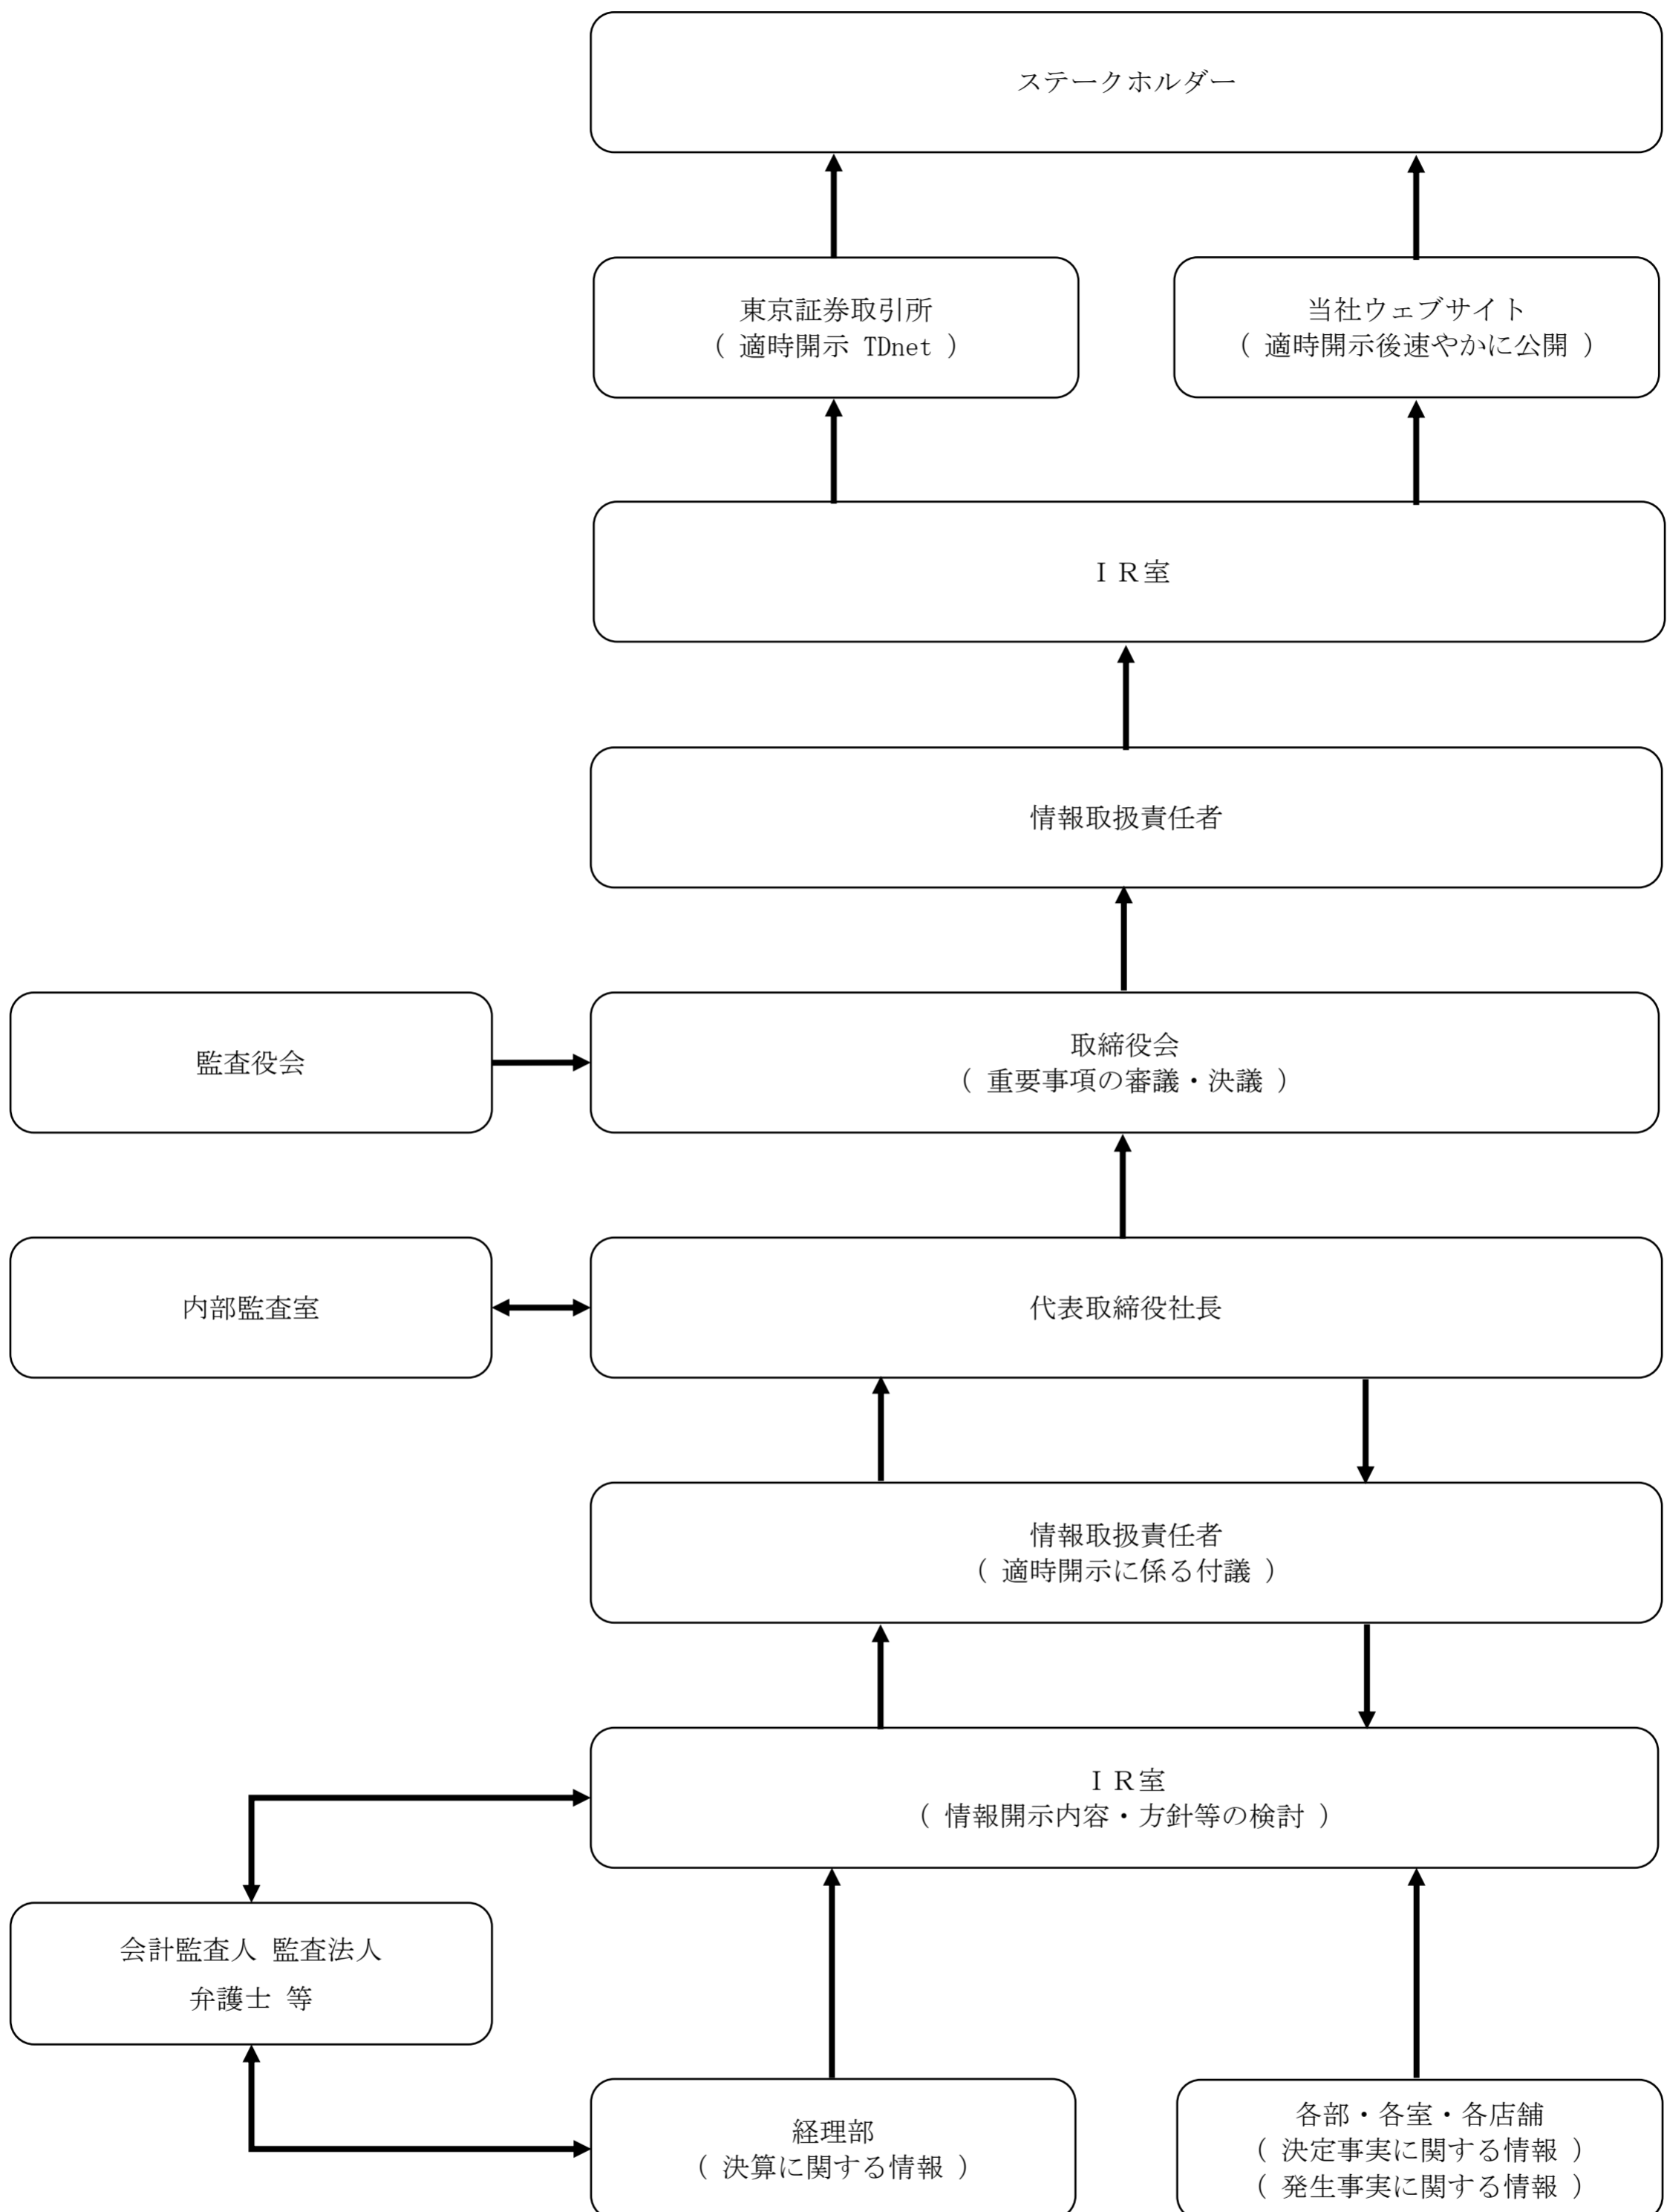 ステークホルダー
東京証券取引所
( 適時開示 TDnet )
当社ウェブサイト
( 適時開示後速やかに公開 )
ＩＲ室
情報取扱責任者
監査役会
取締役会
( 重要事項の審議・決議 )
内部監査室
代表取締役社長
情報取扱責任者
( 適時開示に係る付議 )
ＩＲ室
( 情報開示内容・方針等の検討 )
会計監査人 監査法人
弁護士 等
経理部
( 決算に関する情報 )
各部・各室・各店舗
( 決定事実に関する情報 )
( 発生事実に関する情報 )